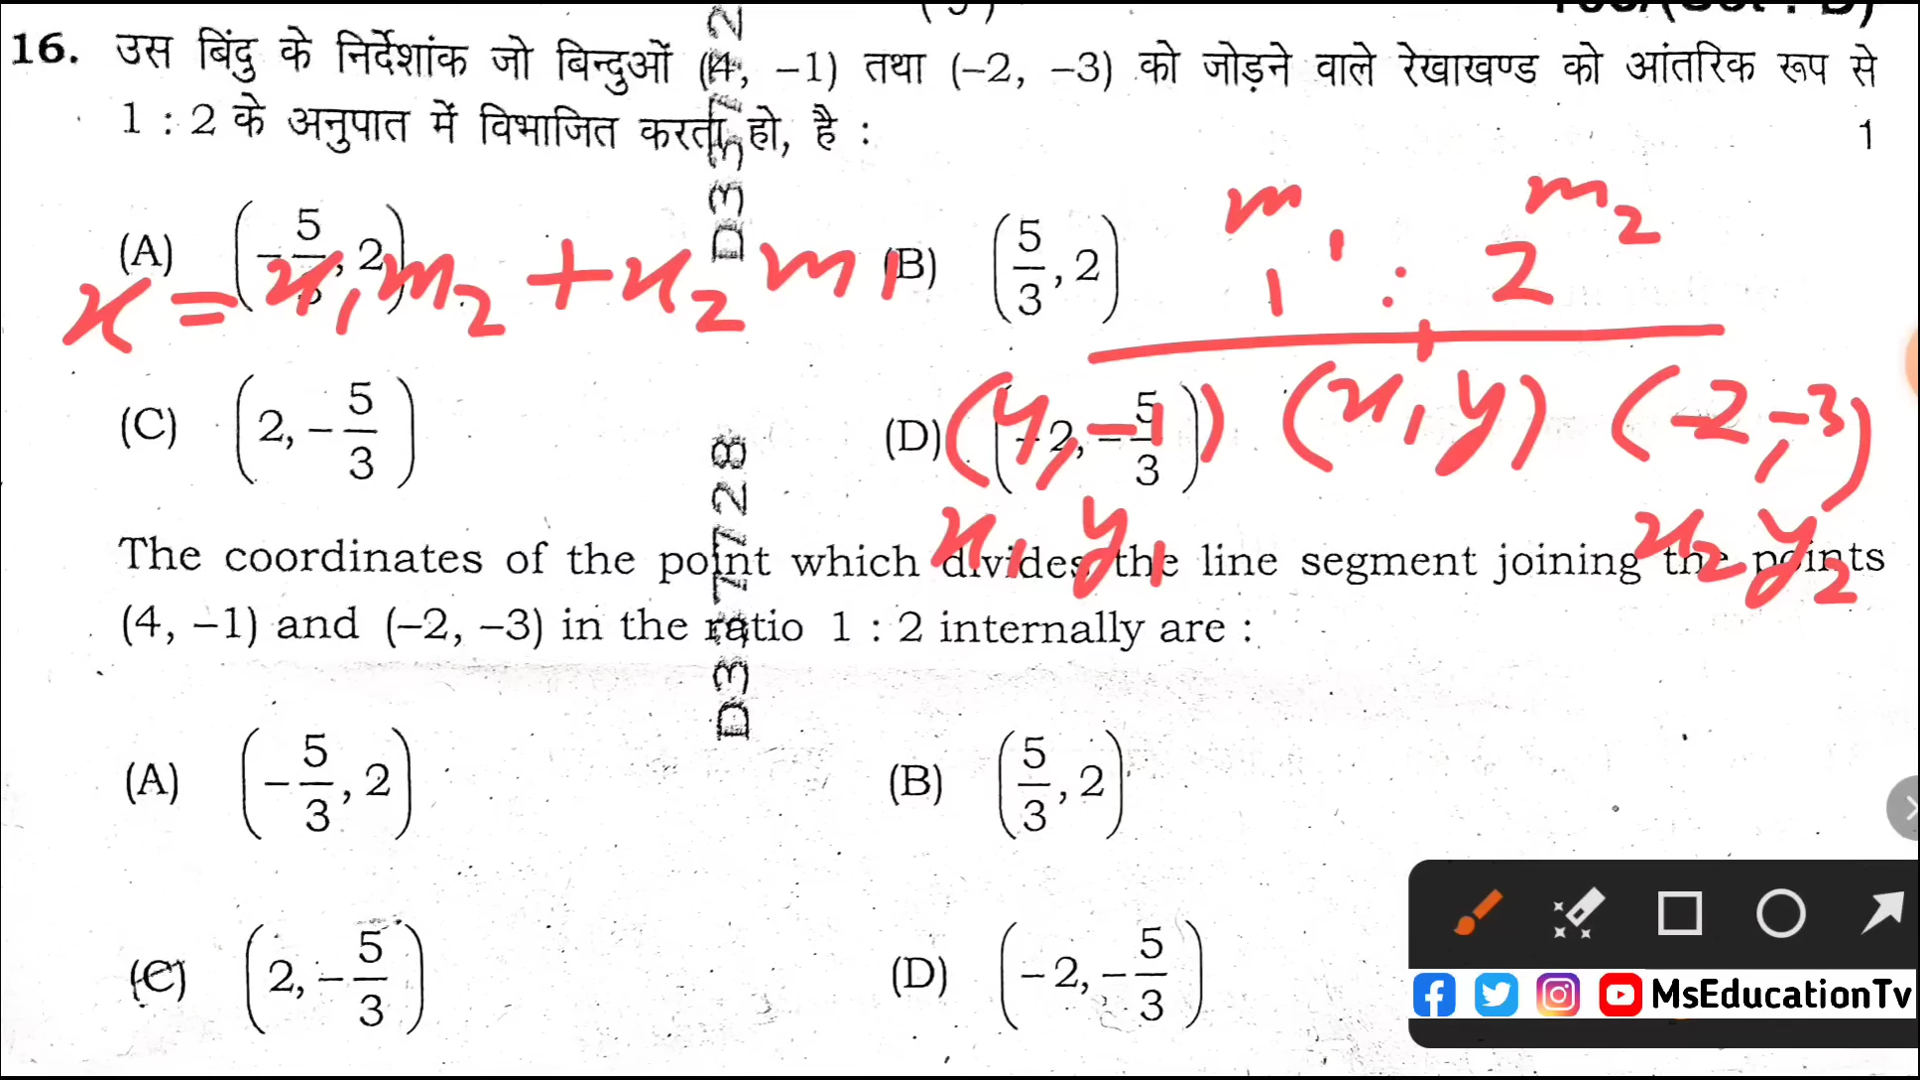 16. उस बिंदु के निर्देशांक जो बिन्दुओं (4, −1) तथा (−2, −3) को जोड़ने वाले रेखाखण्ड को आंतरिक रूप से
1 : 2 के अनुपात में विभाजित करता हो, है : 1
m1 : m2
1 : 2
(A) (−5/3, 2) (B) (5/3, 2)
x = x1m2 + x2m1
(C) (2, −5/3) (D) (−2, −5/3)
(4, −1) (x, y) (−2, −3)
x1 y1 x2 y2
The coordinates of the point which divides the line segment joining the points
(4, −1) and (−2, −3) in the ratio 1 : 2 internally are :
(A) (−5/3, 2) (B) (5/3, 2)
(C) (2, −5/3) (D) (−2, −5/3)
D377728
MsEducationTv